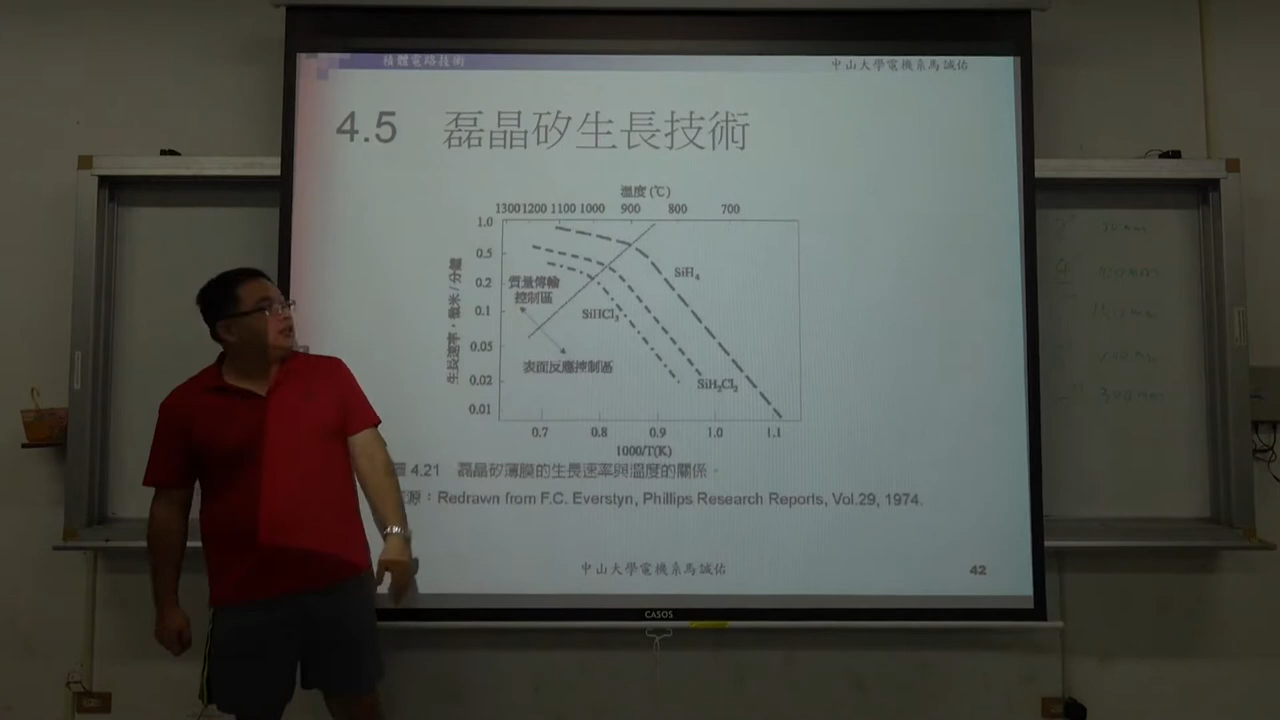 積體電路技術
中山大學電機系馬誠佑
4.5 磊晶矽生長技術
溫度 (℃)
1300 1200 1100 1000 900 800 700
1.0
0.5
0.2
0.1
0.05
0.02
0.01
生長速率，微米/分鐘
質量傳輸
控制區
表面反應控制區
SiH4
SiHCl3
SiH2Cl2
0.7 0.8 0.9 1.0 1.1
1000/T(K)
圖 4.21 磊晶矽薄膜的生長速率與溫度的關係。
源：Redrawn from F.C. Everstyn, Phillips Research Reports, Vol.29, 1974.
中山大學電機系馬誠佑
42
CASOS